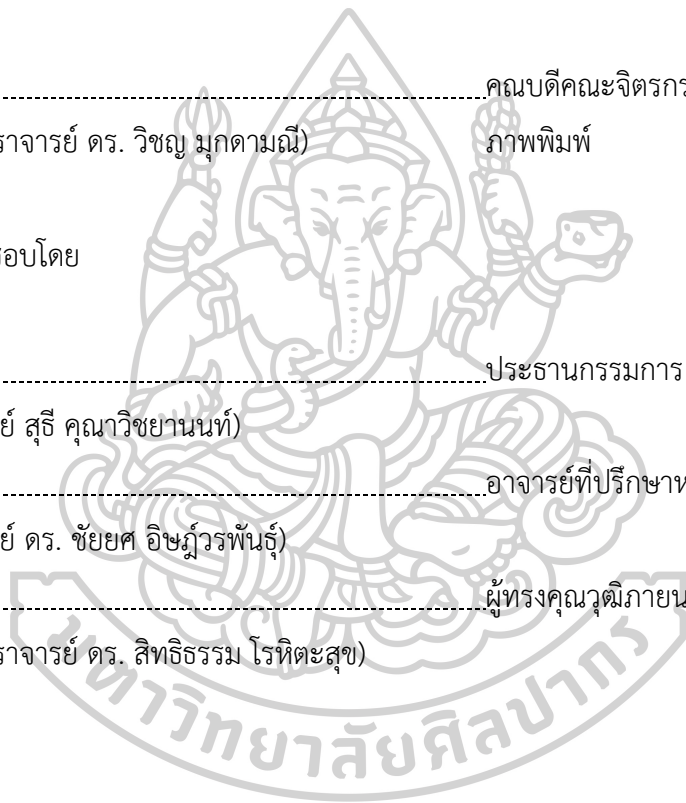 คณบดีคณะจิตรกร
ราจารย์ ดร. วิชญ มุกดามณี) ภาพพิมพ์
อบโดย
ประธานกรรมการ
ย์ สุธี คุณาวิชยานนท์)
อาจารย์ที่ปรึกษาห
ย์ ดร. ชัยยศ อิษฎ์วรพันธุ์)
ผู้ทรงคุณวุฒิภายน
ราจารย์ ดร. สิทธิธรรม โรหิตะสุข)
มหาวิทยาลัยศิลปากร